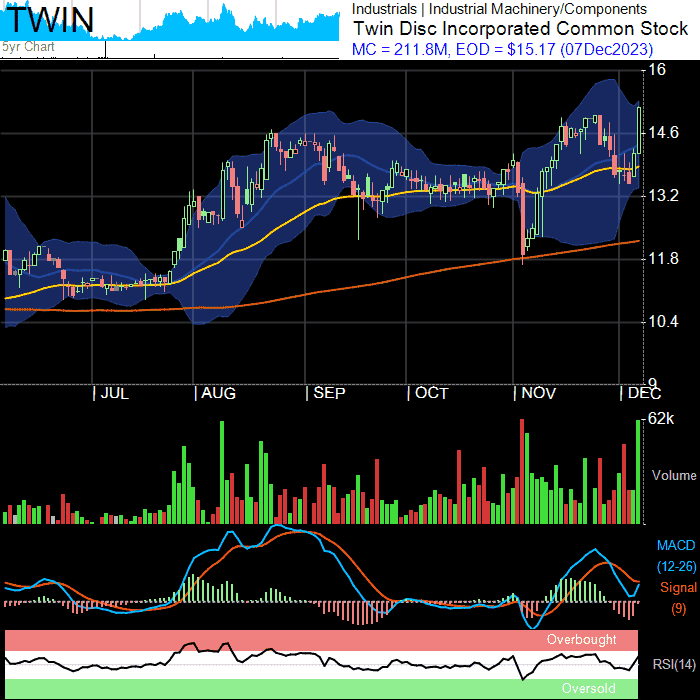 TWIN
5yr Chart
Industrials | Industrial Machinery/Components
Twin Disc Incorporated Common Stock
MC = 211.8M, EOD = $15.17 (07Dec2023)
16
14.6
13.2
11.8
10.4
9
| JUL | AUG | SEP | OCT | NOV | DEC
62k
Volume
MACD
(12-26)
Signal
(9)
Overbought
RSI(14)
Oversold